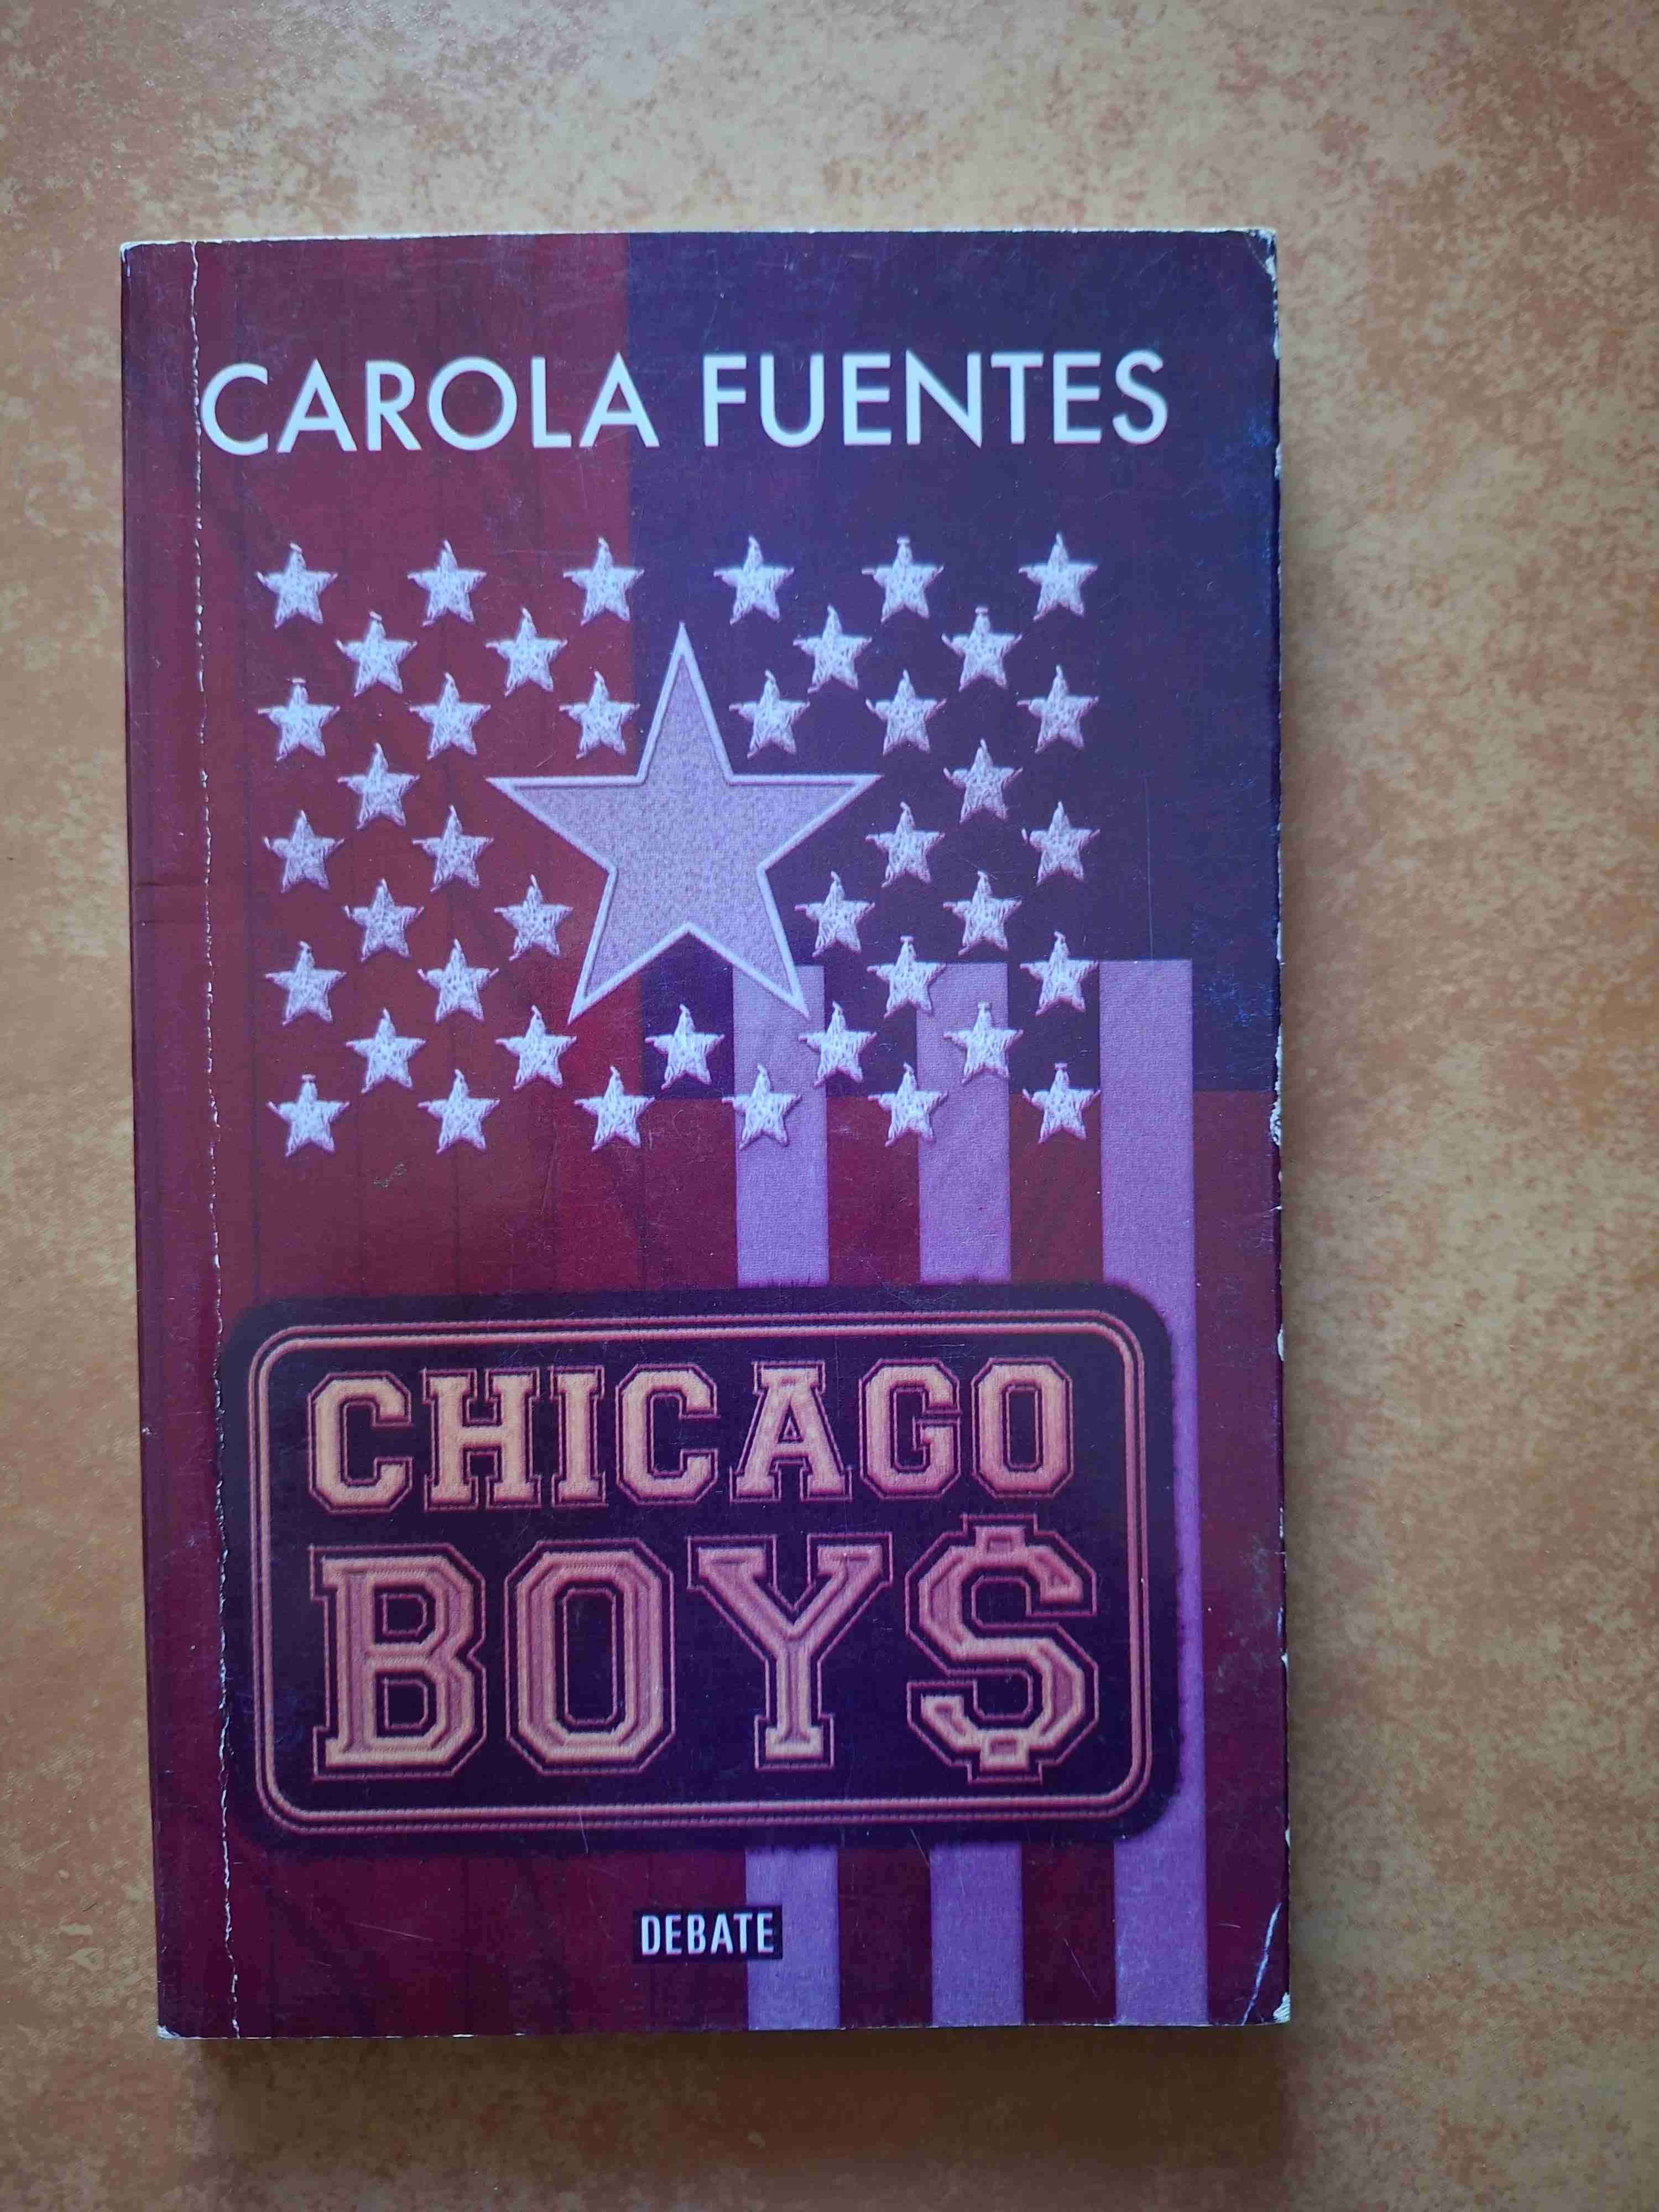 CAROLA FUENTES
CHICAGO
BOY$
DEBATE